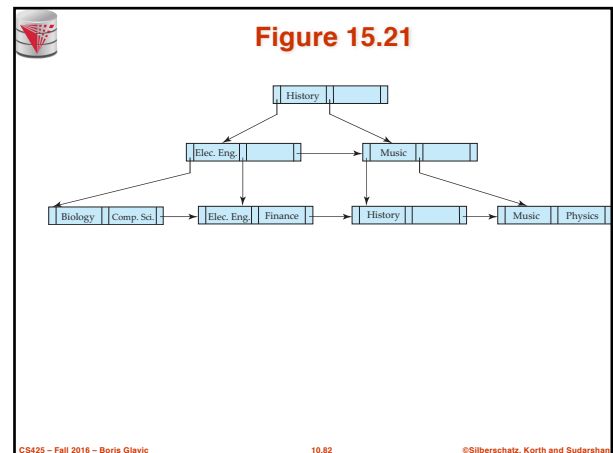 Figure 15.21
History
Elec. Eng. Music
Biology Comp. Sci. Elec. Eng. Finance History Music Physics
CS425 – Fall 2016 – Boris Glavic 10.82 ©Silberschatz, Korth and Sudarshan